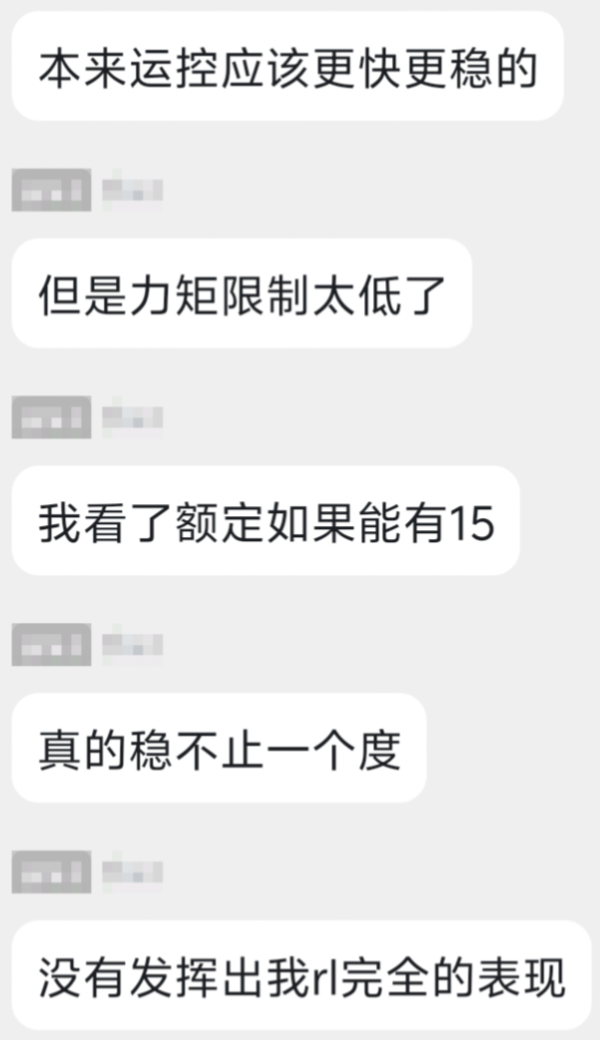 本来运控应该更快更稳的
但是力矩限制太低了
我看了额定如果能有15
真的稳不止一个度
没有发挥出我rl完全的表现